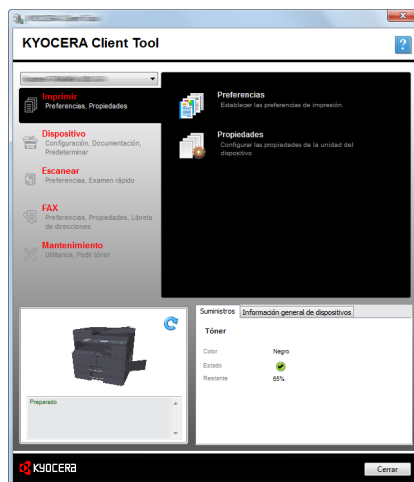 KYOCERA Client Tool
?
Imprimir
Preferencias, Propiedades
Dispositivo
Configuración, Documentación,
Predeterminar
Escanear
Preferencias, Examen rápido
FAX
Preferencias, Propiedades, Libreta
de direcciones
Mantenimiento
Utilitarios, Pedir tóner
Preferencias
Establecer las preferencias de impresión.
Propiedades
Configurar las propiedades de la unidad del
dispositivo
Preparado
Suministros
Información general de dispositivos
Tóner
Color Negro
Estado
Restante 65%
KYOCERA
Cerrar